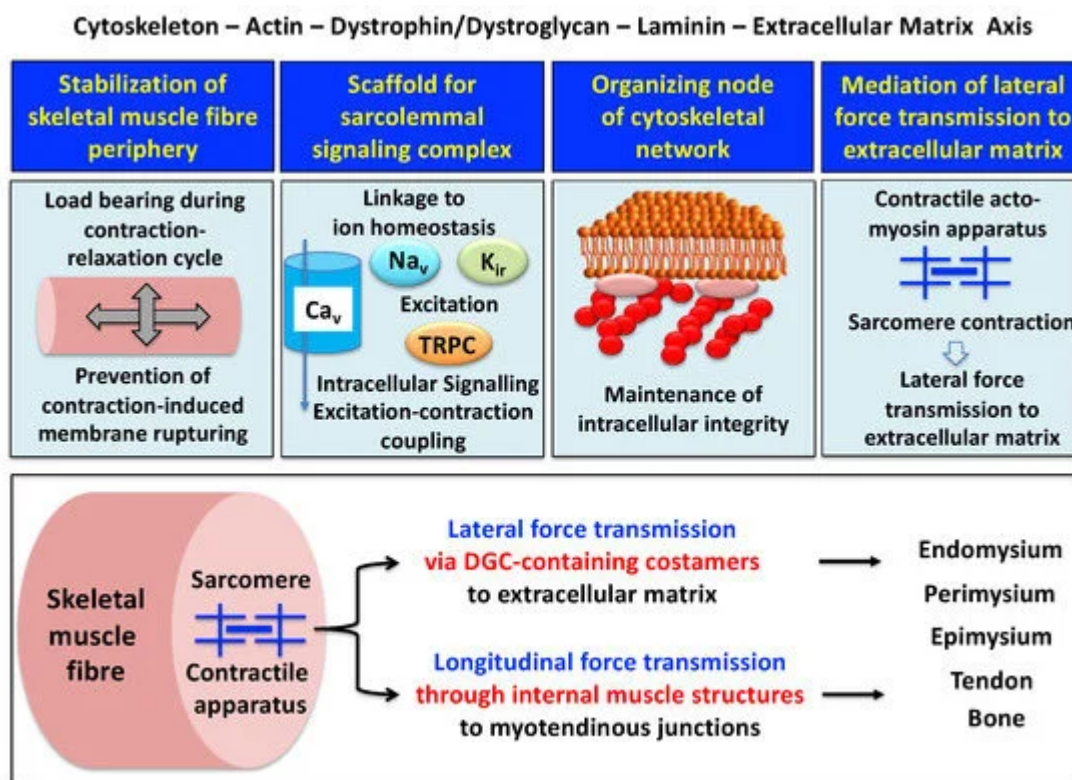 Cytoskeleton – Actin – Dystrophin/Dystroglycan – Laminin – Extracellular Matrix Axis
Stabilization of
skeletal muscle fibre
periphery
Load bearing during
contraction-
relaxation cycle
Prevention of
contraction-induced
membrane rupturing
Scaffold for
sarcolemmal
signaling complex
Linkage to
ion homeostasis
Nav
Kir
Cav
Excitation
TRPC
Intracellular Signalling
Excitation-contraction
coupling
Organizing node
of cytoskeletal
network
Maintenance of
intracellular integrity
Mediation of lateral
force transmission to
extracellular matrix
Contractile acto-
myosin apparatus
Sarcomere contraction
Lateral force
transmission to
extracellular matrix
Skeletal
muscle
fibre
Sarcomere
Contractile
apparatus
Lateral force transmission
via DGC-containing costamers
to extracellular matrix
Longitudinal force transmission
through internal muscle structures
to myotendinous junctions
Endomysium
Perimysium
Epimysium
Tendon
Bone